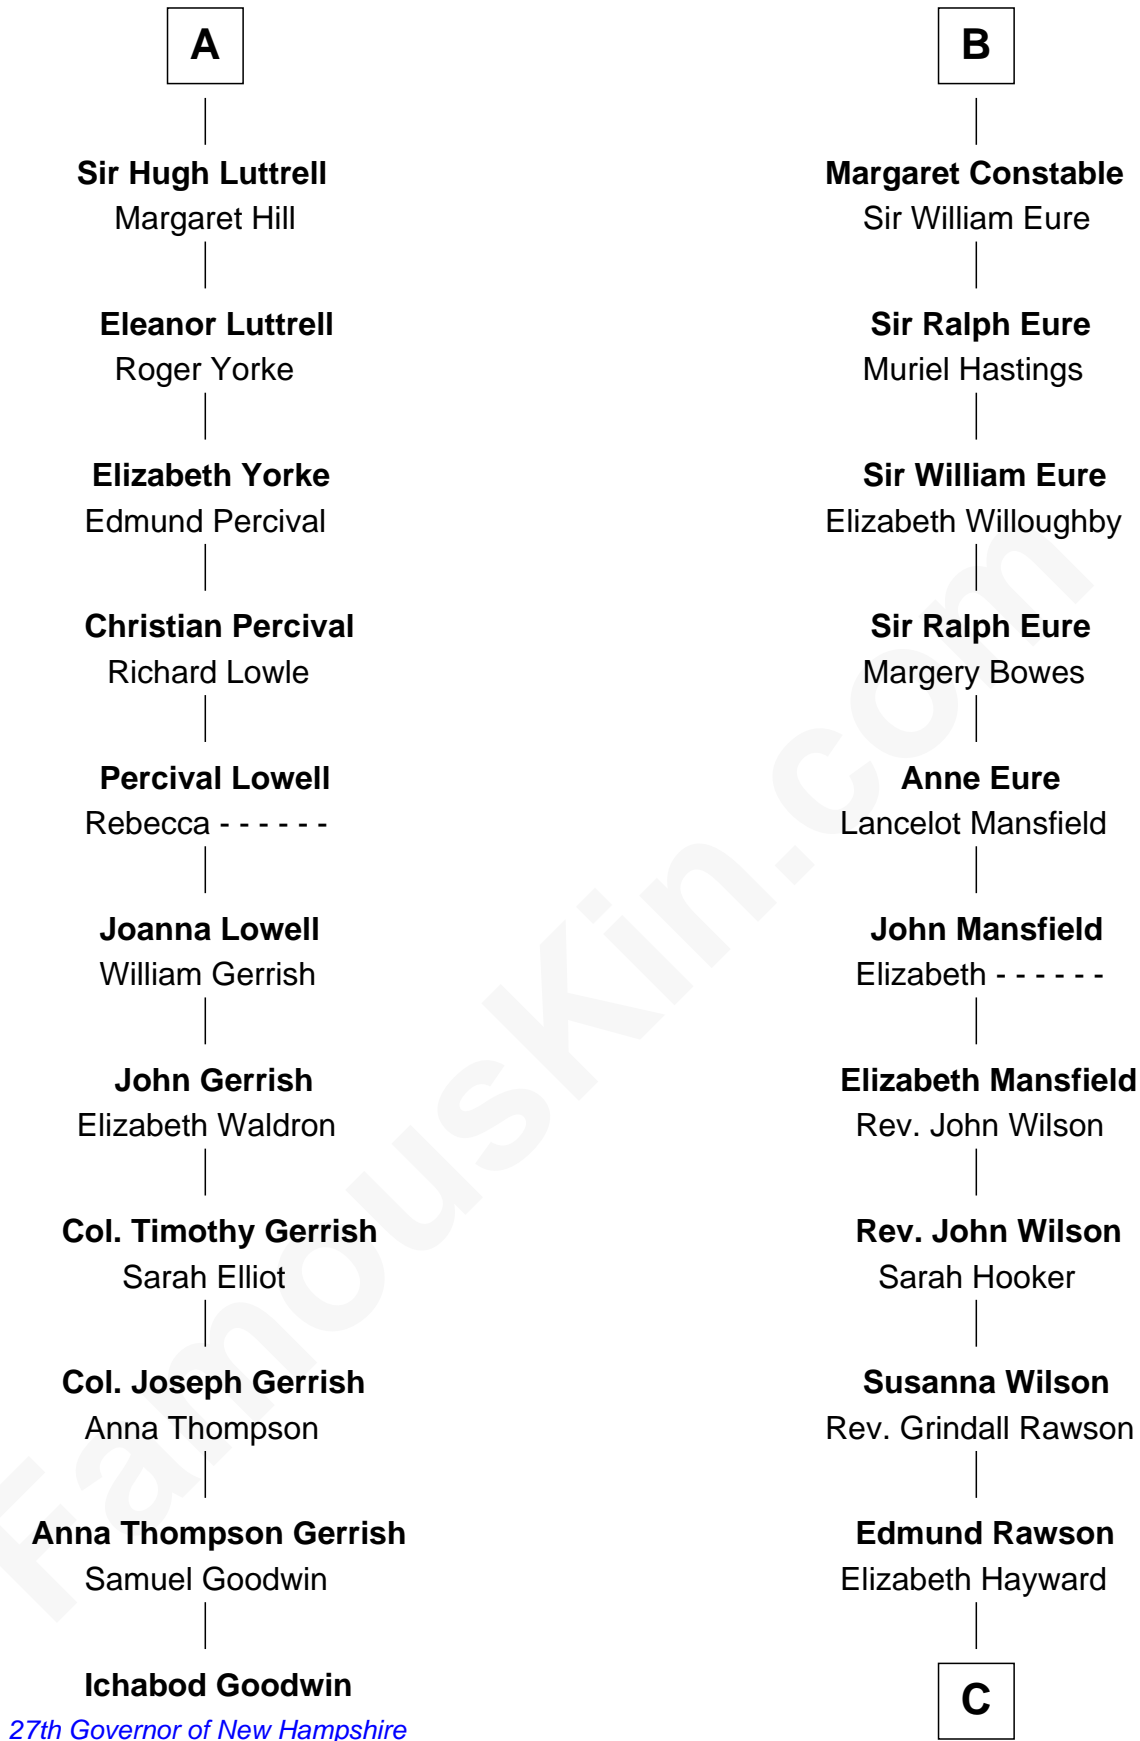 A
Sir Hugh Luttrell
Margaret Hill
Eleanor Luttrell
Roger Yorke
Elizabeth Yorke
Edmund Percival
Christian Percival
Richard Lowle
Percival Lowell
Rebecca - - - - - -
Joanna Lowell
William Gerrish
John Gerrish
Elizabeth Waldron
Col. Timothy Gerrish
Sarah Elliot
Col. Joseph Gerrish
Anna Thompson
Anna Thompson Gerrish
Samuel Goodwin
Ichabod Goodwin
27th Governor of New Hampshire
B
Margaret Constable
Sir William Eure
Sir Ralph Eure
Muriel Hastings
Sir William Eure
Elizabeth Willoughby
Sir Ralph Eure
Margery Bowes
Anne Eure
Lancelot Mansfield
John Mansfield
Elizabeth - - - - - -
Elizabeth Mansfield
Rev. John Wilson
Rev. John Wilson
Sarah Hooker
Susanna Wilson
Rev. Grindall Rawson
Edmund Rawson
Elizabeth Hayward
C
FamousKin.com